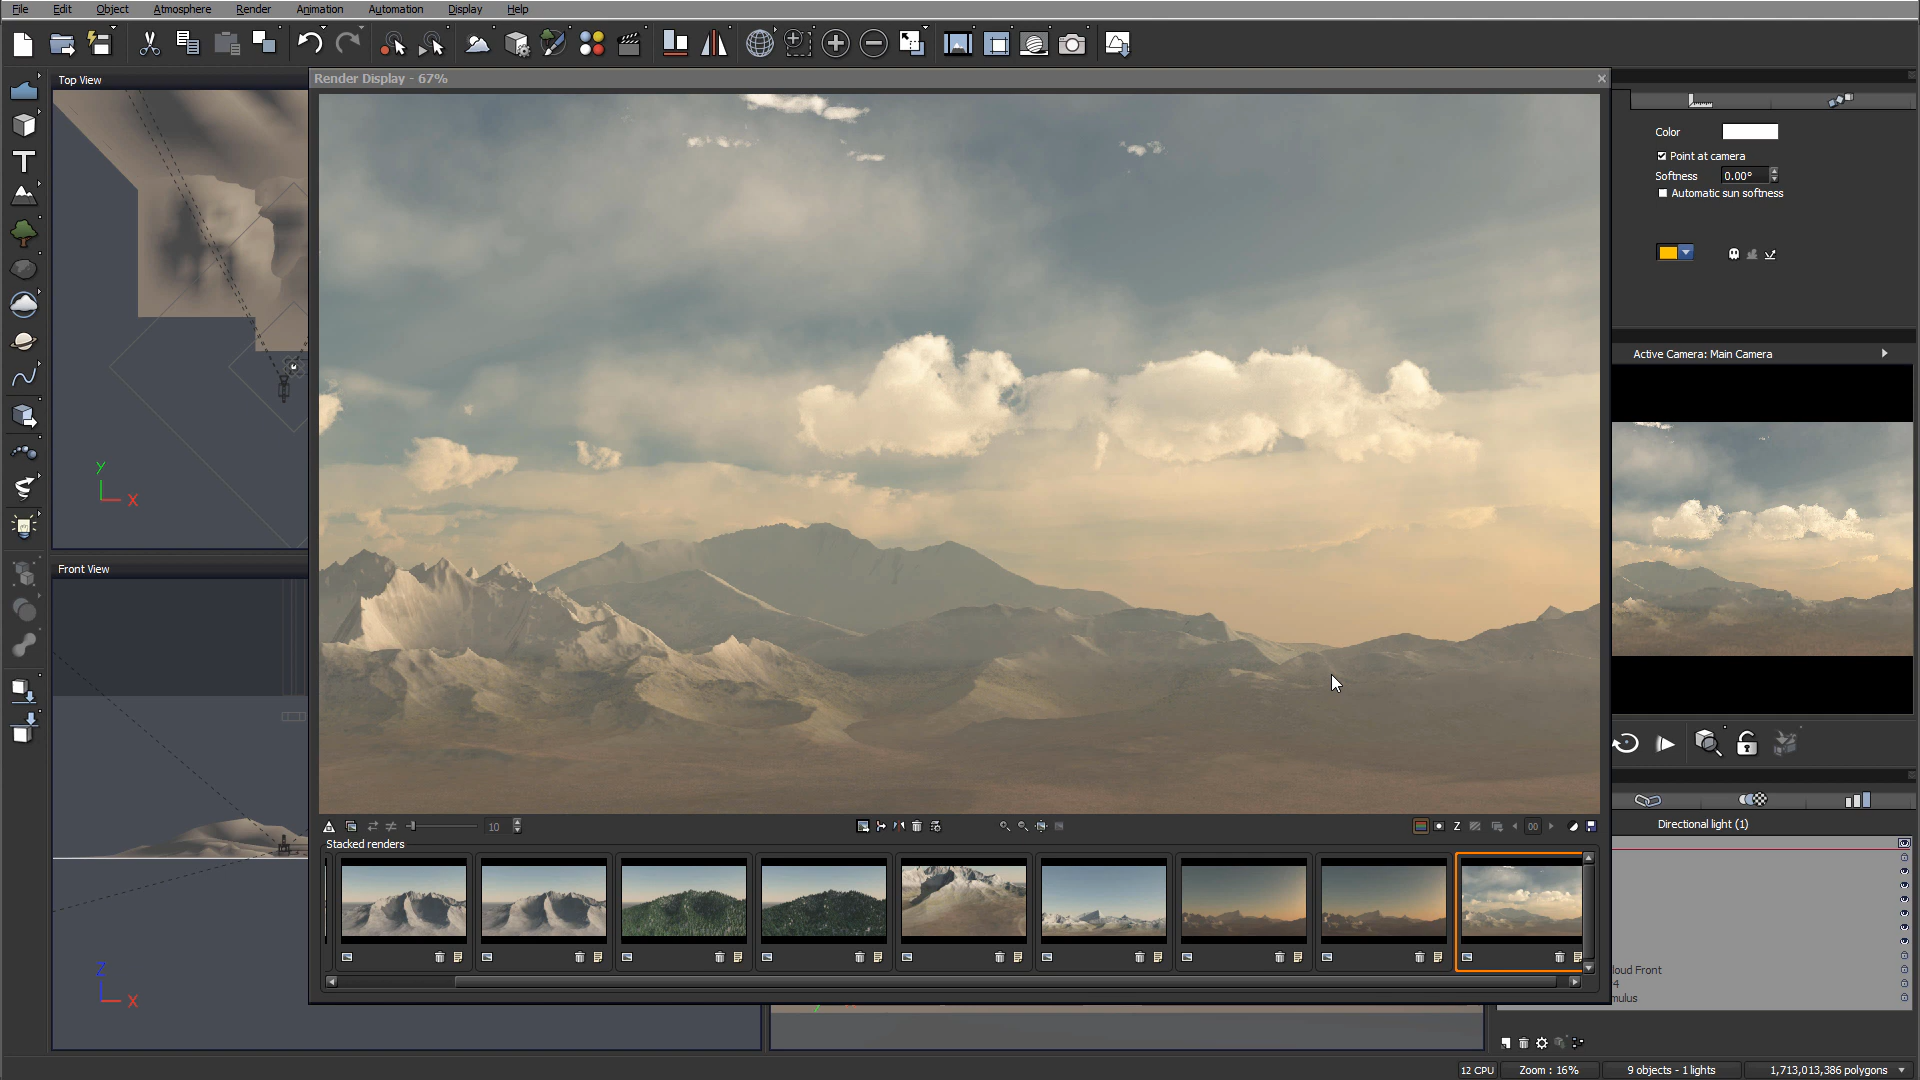 File Edit Object Atmosphere Render Animation Automation Display Help
Top View
Render Display - 67%
Color
Point at camera
Softness 0.00°
Automatic sun softness
Active Camera: Main Camera
Y
X
Front View
Z
X
10
Z
00
Stacked renders
Directional light (1)
loud Front
4
mulus
12 CPU
Zoom : 16%
9 objects - 1 lights
1,713,013,386 polygons